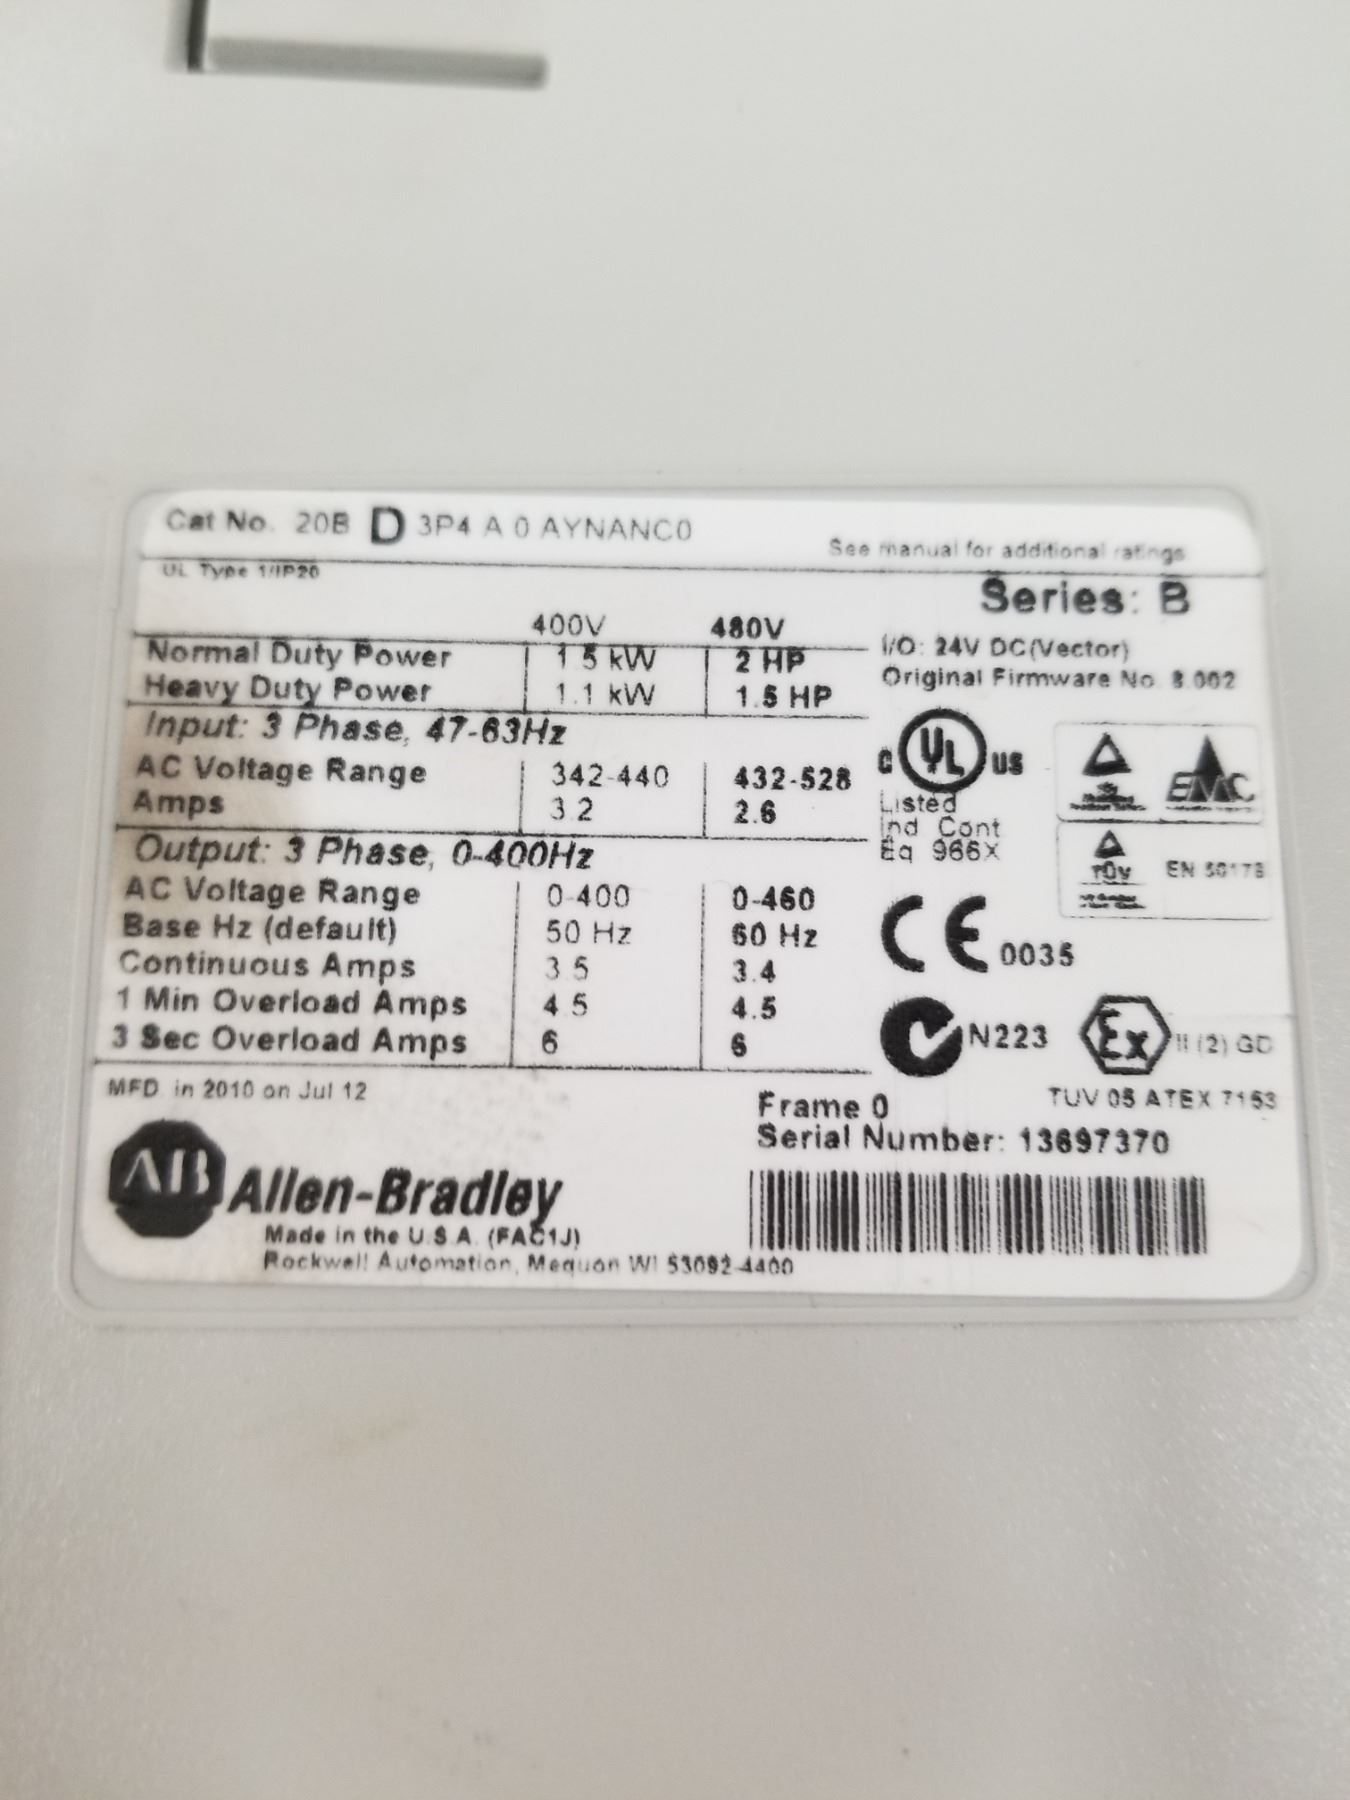 Cat No. 20B D 3P4 A 0 AYNANC0
See manual for additional ratings
UL Type 1/IP20
Series: B
400V 480V
Normal Duty Power 1.5 kW 2 HP
Heavy Duty Power 1.1 kW 1.5 HP
I/O: 24V DC(Vector)
Original Firmware No. 8.002
Input: 3 Phase, 47-63Hz
AC Voltage Range 342-440 432-528
Amps 3.2 2.6
C UL US
Listed
Ind Cont
Eq 966X
EMC
TÜV
EN 50178
Output: 3 Phase, 0-400Hz
AC Voltage Range 0-400 0-460
Base Hz (default) 50 Hz 60 Hz
Continuous Amps 3.5 3.4
1 Min Overload Amps 4.5 4.5
3 Sec Overload Amps 6 6
CE 0035
N223
Ex II (2) GD
TUV 05 ATEX 7153
MFD. in 2010 on Jul 12
Frame 0
Serial Number: 13697370
AB Allen-Bradley
Made in the U.S.A. (FAC1J)
Rockwell Automation, Mequon WI 53092-4400